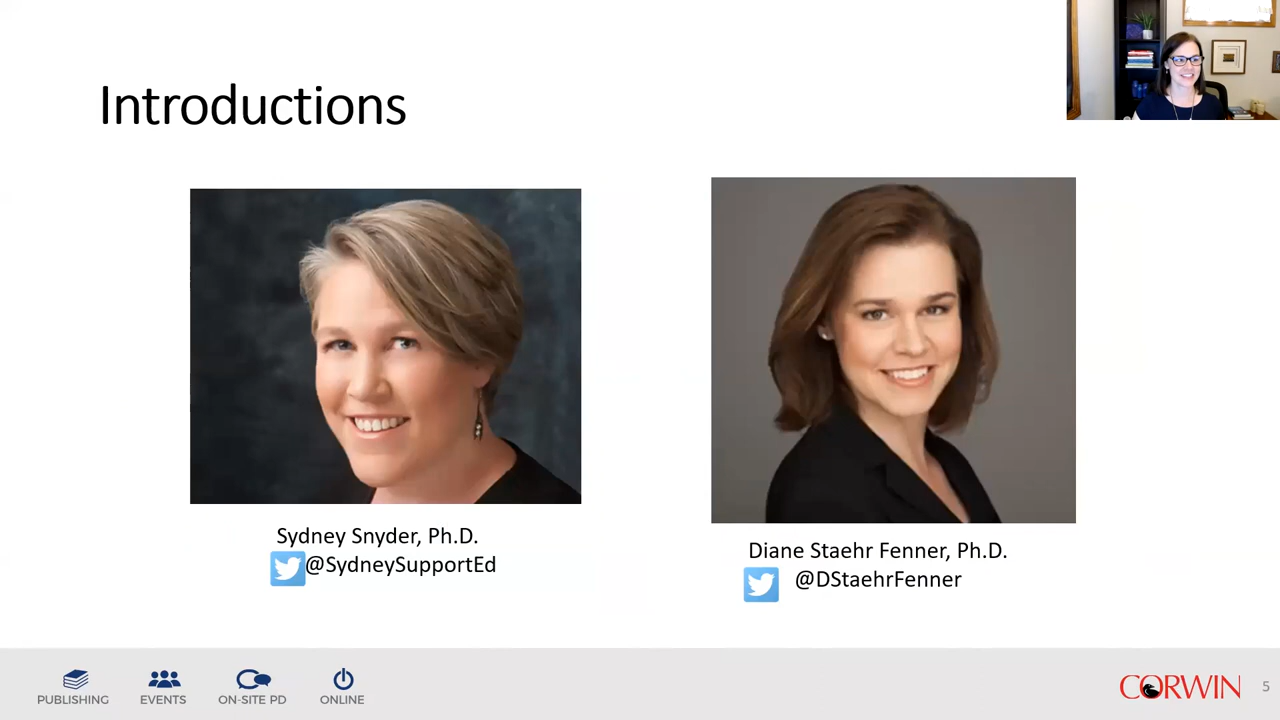 Introductions
Sydney Snyder, Ph.D.
@SydneySupportEd
Diane Staehr Fenner, Ph.D.
@DStaehrFenner
PUBLISHING
EVENTS
ON-SITE PD
ONLINE
CORWIN
5